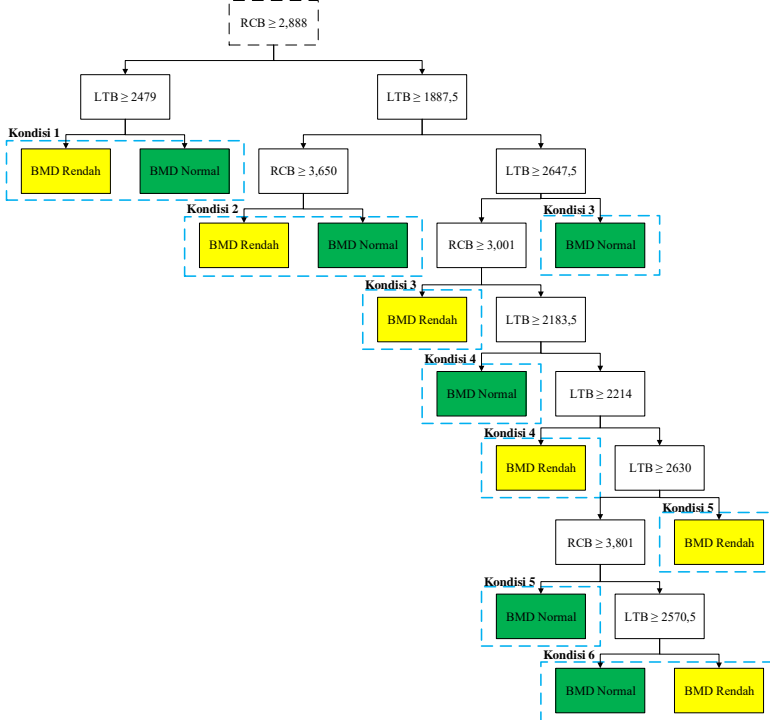 RCB ≥ 2,888
LTB ≥ 2479
LTB ≥ 1887,5
Kondisi 1
BMD Rendah
BMD Normal
RCB ≥ 3,650
LTB ≥ 2647,5
Kondisi 2
Kondisi 3
BMD Rendah
BMD Normal
RCB ≥ 3,001
BMD Normal
Kondisi 3
BMD Rendah
LTB ≥ 2183,5
Kondisi 4
BMD Normal
LTB ≥ 2214
Kondisi 4
BMD Rendah
LTB ≥ 2630
Kondisi 5
RCB ≥ 3,801
BMD Rendah
Kondisi 5
BMD Normal
LTB ≥ 2570,5
Kondisi 6
BMD Normal
BMD Rendah